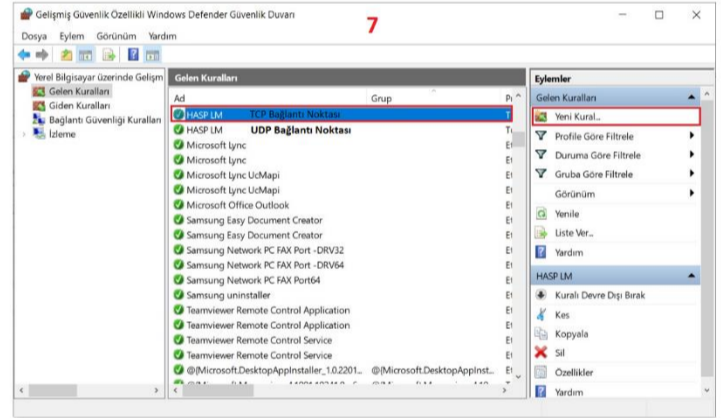 Gelişmiş Güvenlik Özellikli Windows Defender Güvenlik Duvarı
7
Dosya Eylem Görünüm Yardım
Yerel Bilgisayar üzerinde Gelişm
Gelen Kuralları
Giden Kuralları
Bağlantı Güvenliği Kuralları
İzleme
Gelen Kuralları
Ad Grup
HASP LM TCP Bağlantı Noktası
HASP LM UDP Bağlantı Noktası
Microsoft Lync
Microsoft Lync
Microsoft Lync UcMapi
Microsoft Lync UcMapi
Microsoft Office Outlook
Samsung Easy Document Creator
Samsung Easy Document Creator
Samsung Network PC FAX Port -DRV32
Samsung Network PC FAX Port -DRV64
Samsung Network PC FAX Port64
Samsung uninstaller
Teamviewer Remote Control Application
Teamviewer Remote Control Application
Teamviewer Remote Control Service
Teamviewer Remote Control Service
@{Microsoft.DesktopAppInstaller_1.0.2201... @{Microsoft.DesktopAppInst...
Eylemler
Gelen Kuralları
Yeni Kural...
Profile Göre Filtrele
Duruma Göre Filtrele
Gruba Göre Filtrele
Görünüm
Yenile
Liste Ver...
Yardım
HASP LM
Kuralı Devre Dışı Bırak
Kes
Kopyala
Sil
Özellikler
Yardım